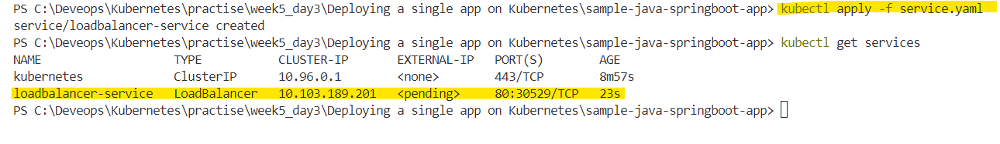 PS C:\Deveops\Kubernetes\practise\week5_day3\Deploying a single app on Kubernetes\sample-java-springboot-app> kubectl apply -f service.yaml
service/loadbalancer-service created
PS C:\Deveops\Kubernetes\practise\week5_day3\Deploying a single app on Kubernetes\sample-java-springboot-app> kubectl get services
NAME                   TYPE           CLUSTER-IP       EXTERNAL-IP   PORT(S)        AGE
kubernetes             ClusterIP      10.96.0.1        <none>        443/TCP        8m57s
loadbalancer-service   LoadBalancer   10.103.189.201   <pending>     80:30529/TCP   23s
PS C:\Deveops\Kubernetes\practise\week5_day3\Deploying a single app on Kubernetes\sample-java-springboot-app>